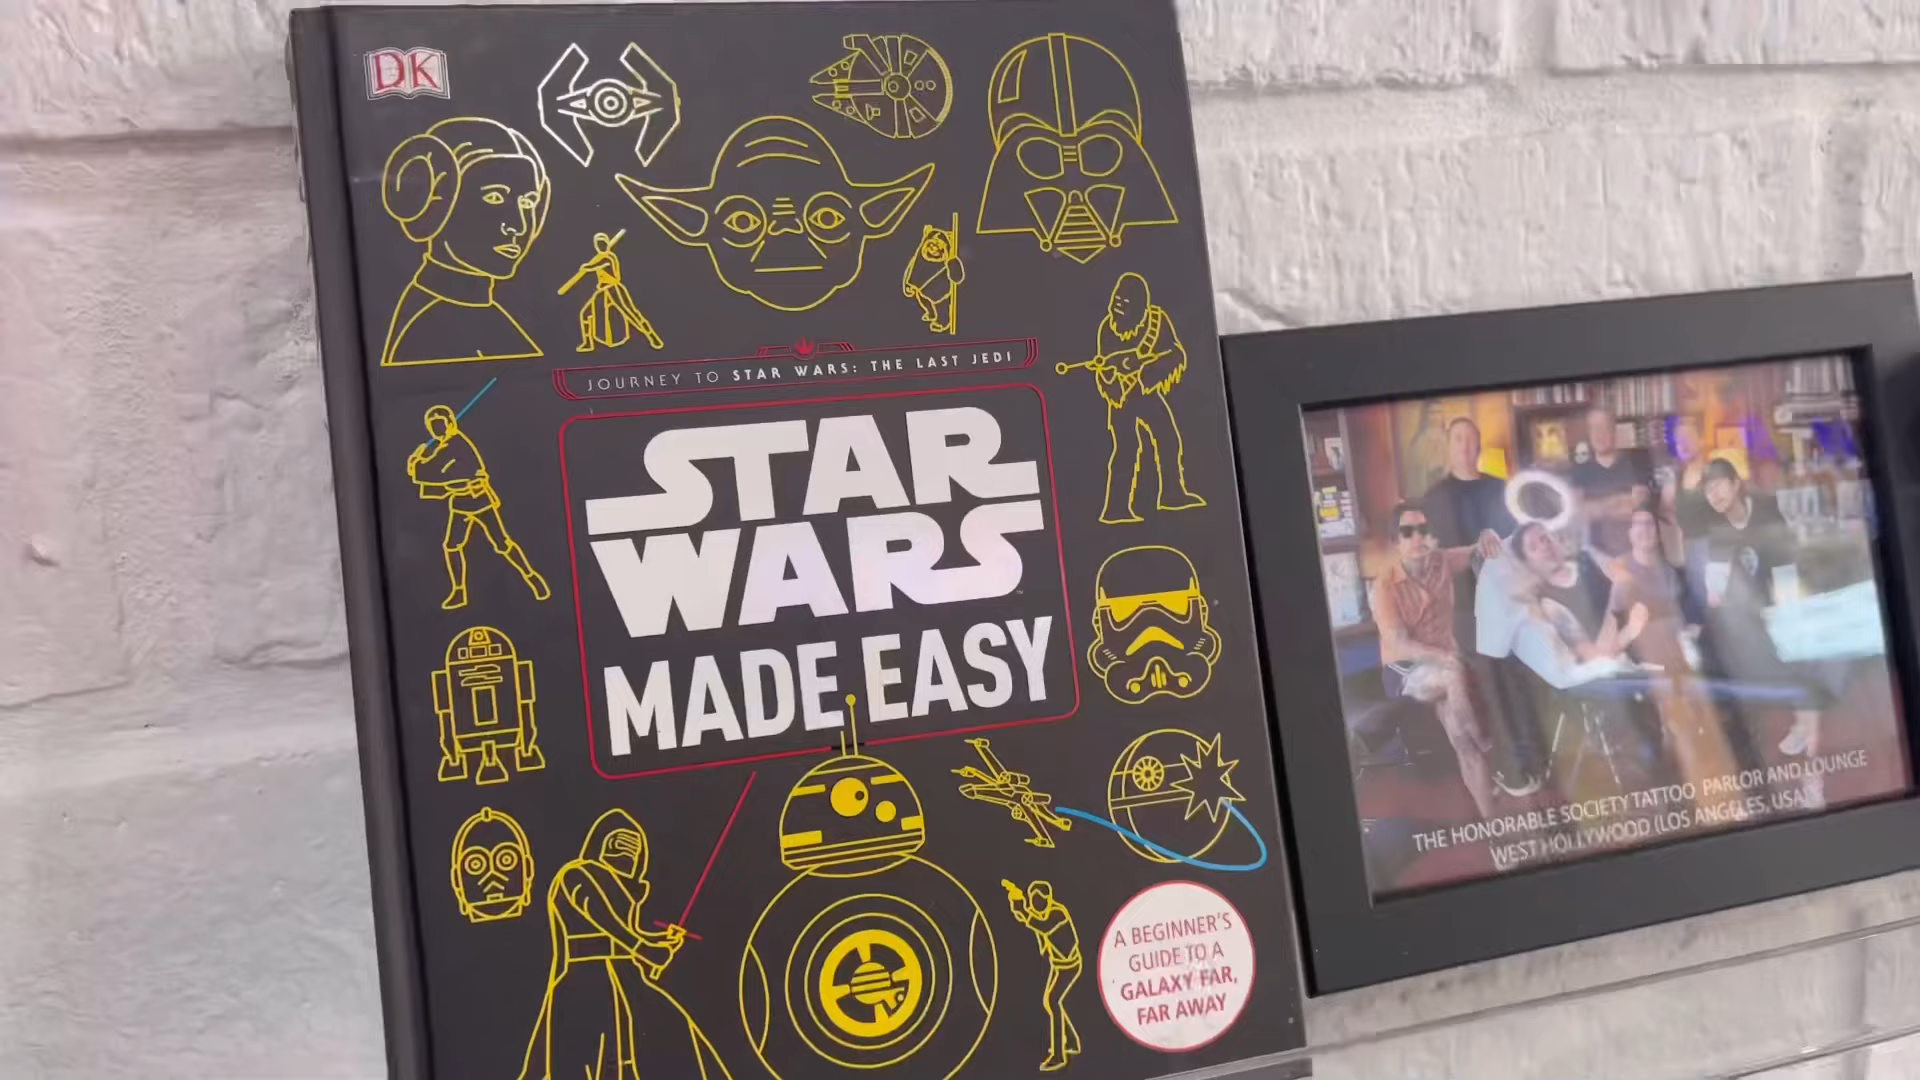 DK
JOURNEY TO STAR WARS: THE LAST JEDI
STAR
WARS
MADE EASY
A BEGINNER'S
GUIDE TO A
GALAXY FAR,
FAR AWAY
THE HONORABLE SOCIETY TATTOO PARLOR AND LOUNGE
WEST HOLLYWOOD (LOS ANGELES, USA)